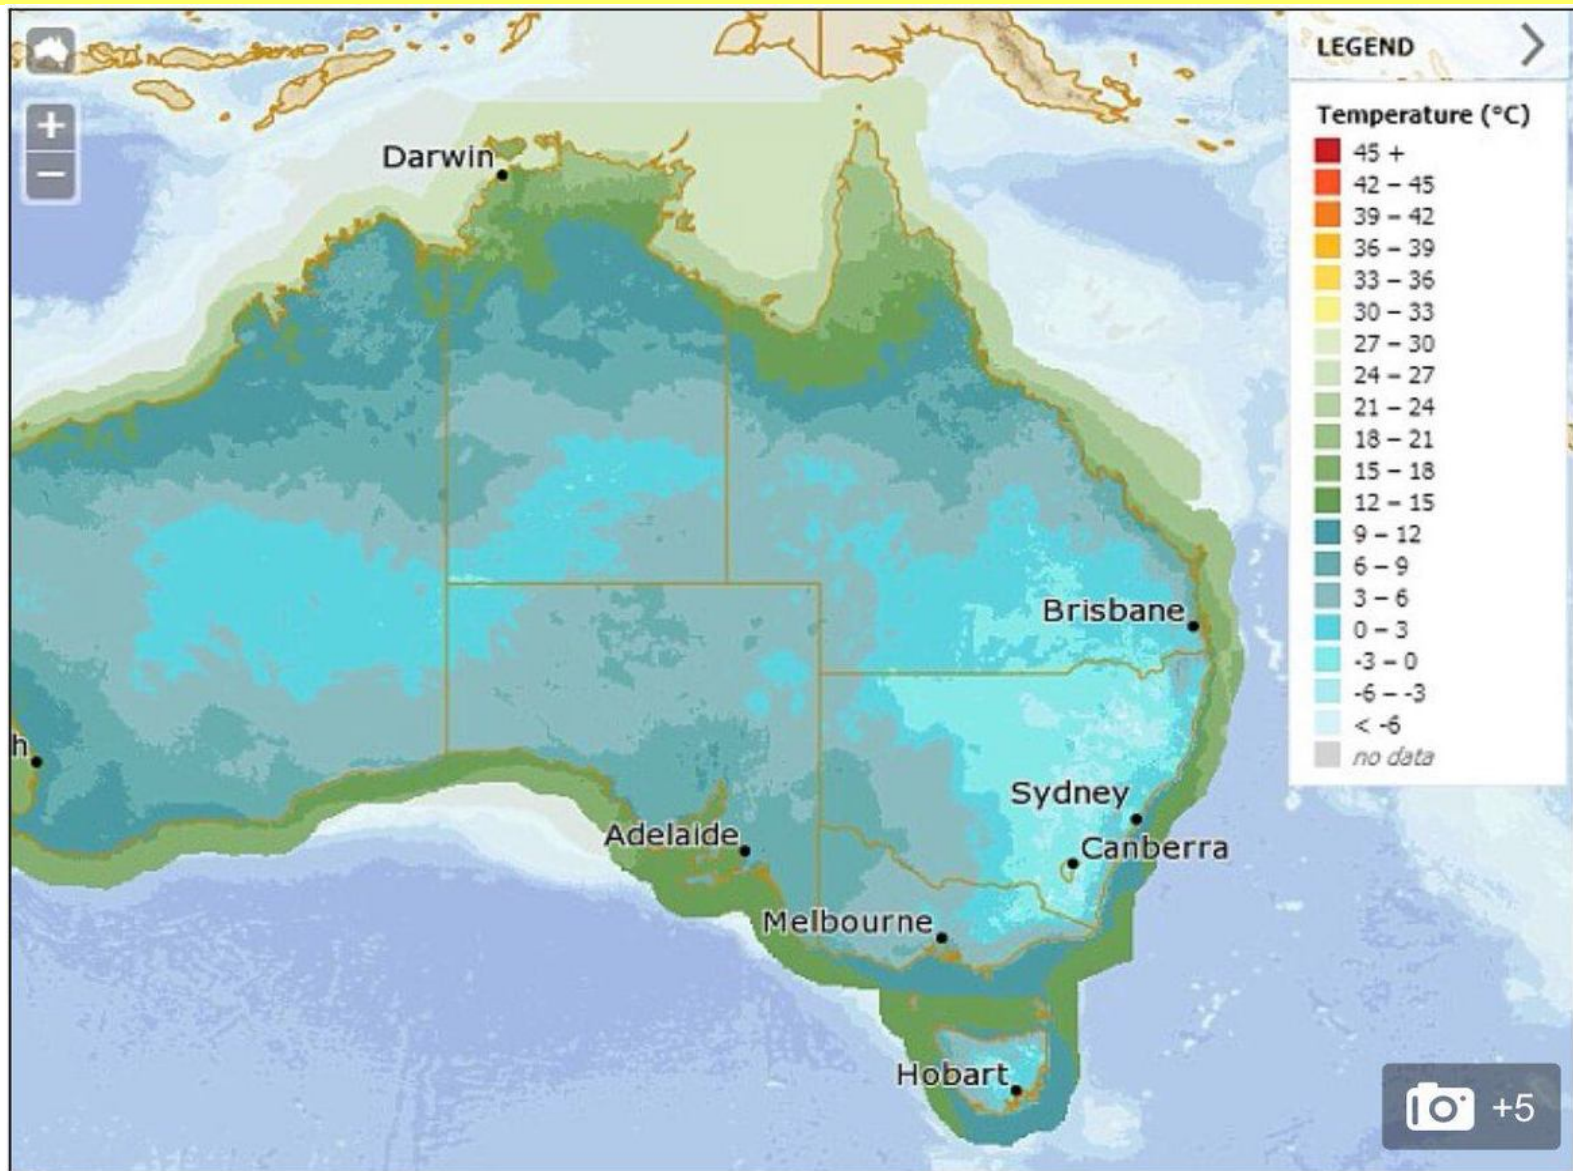 LEGEND
+
−
Temperature (°C)
45 +
42 – 45
39 – 42
36 – 39
33 – 36
30 – 33
27 – 30
24 – 27
21 – 24
18 – 21
15 – 18
12 – 15
9 – 12
6 – 9
3 – 6
0 – 3
-3 – 0
-6 – -3
< -6
no data
Darwin
Brisbane
h
Sydney
Adelaide
Canberra
Melbourne
Hobart
+5